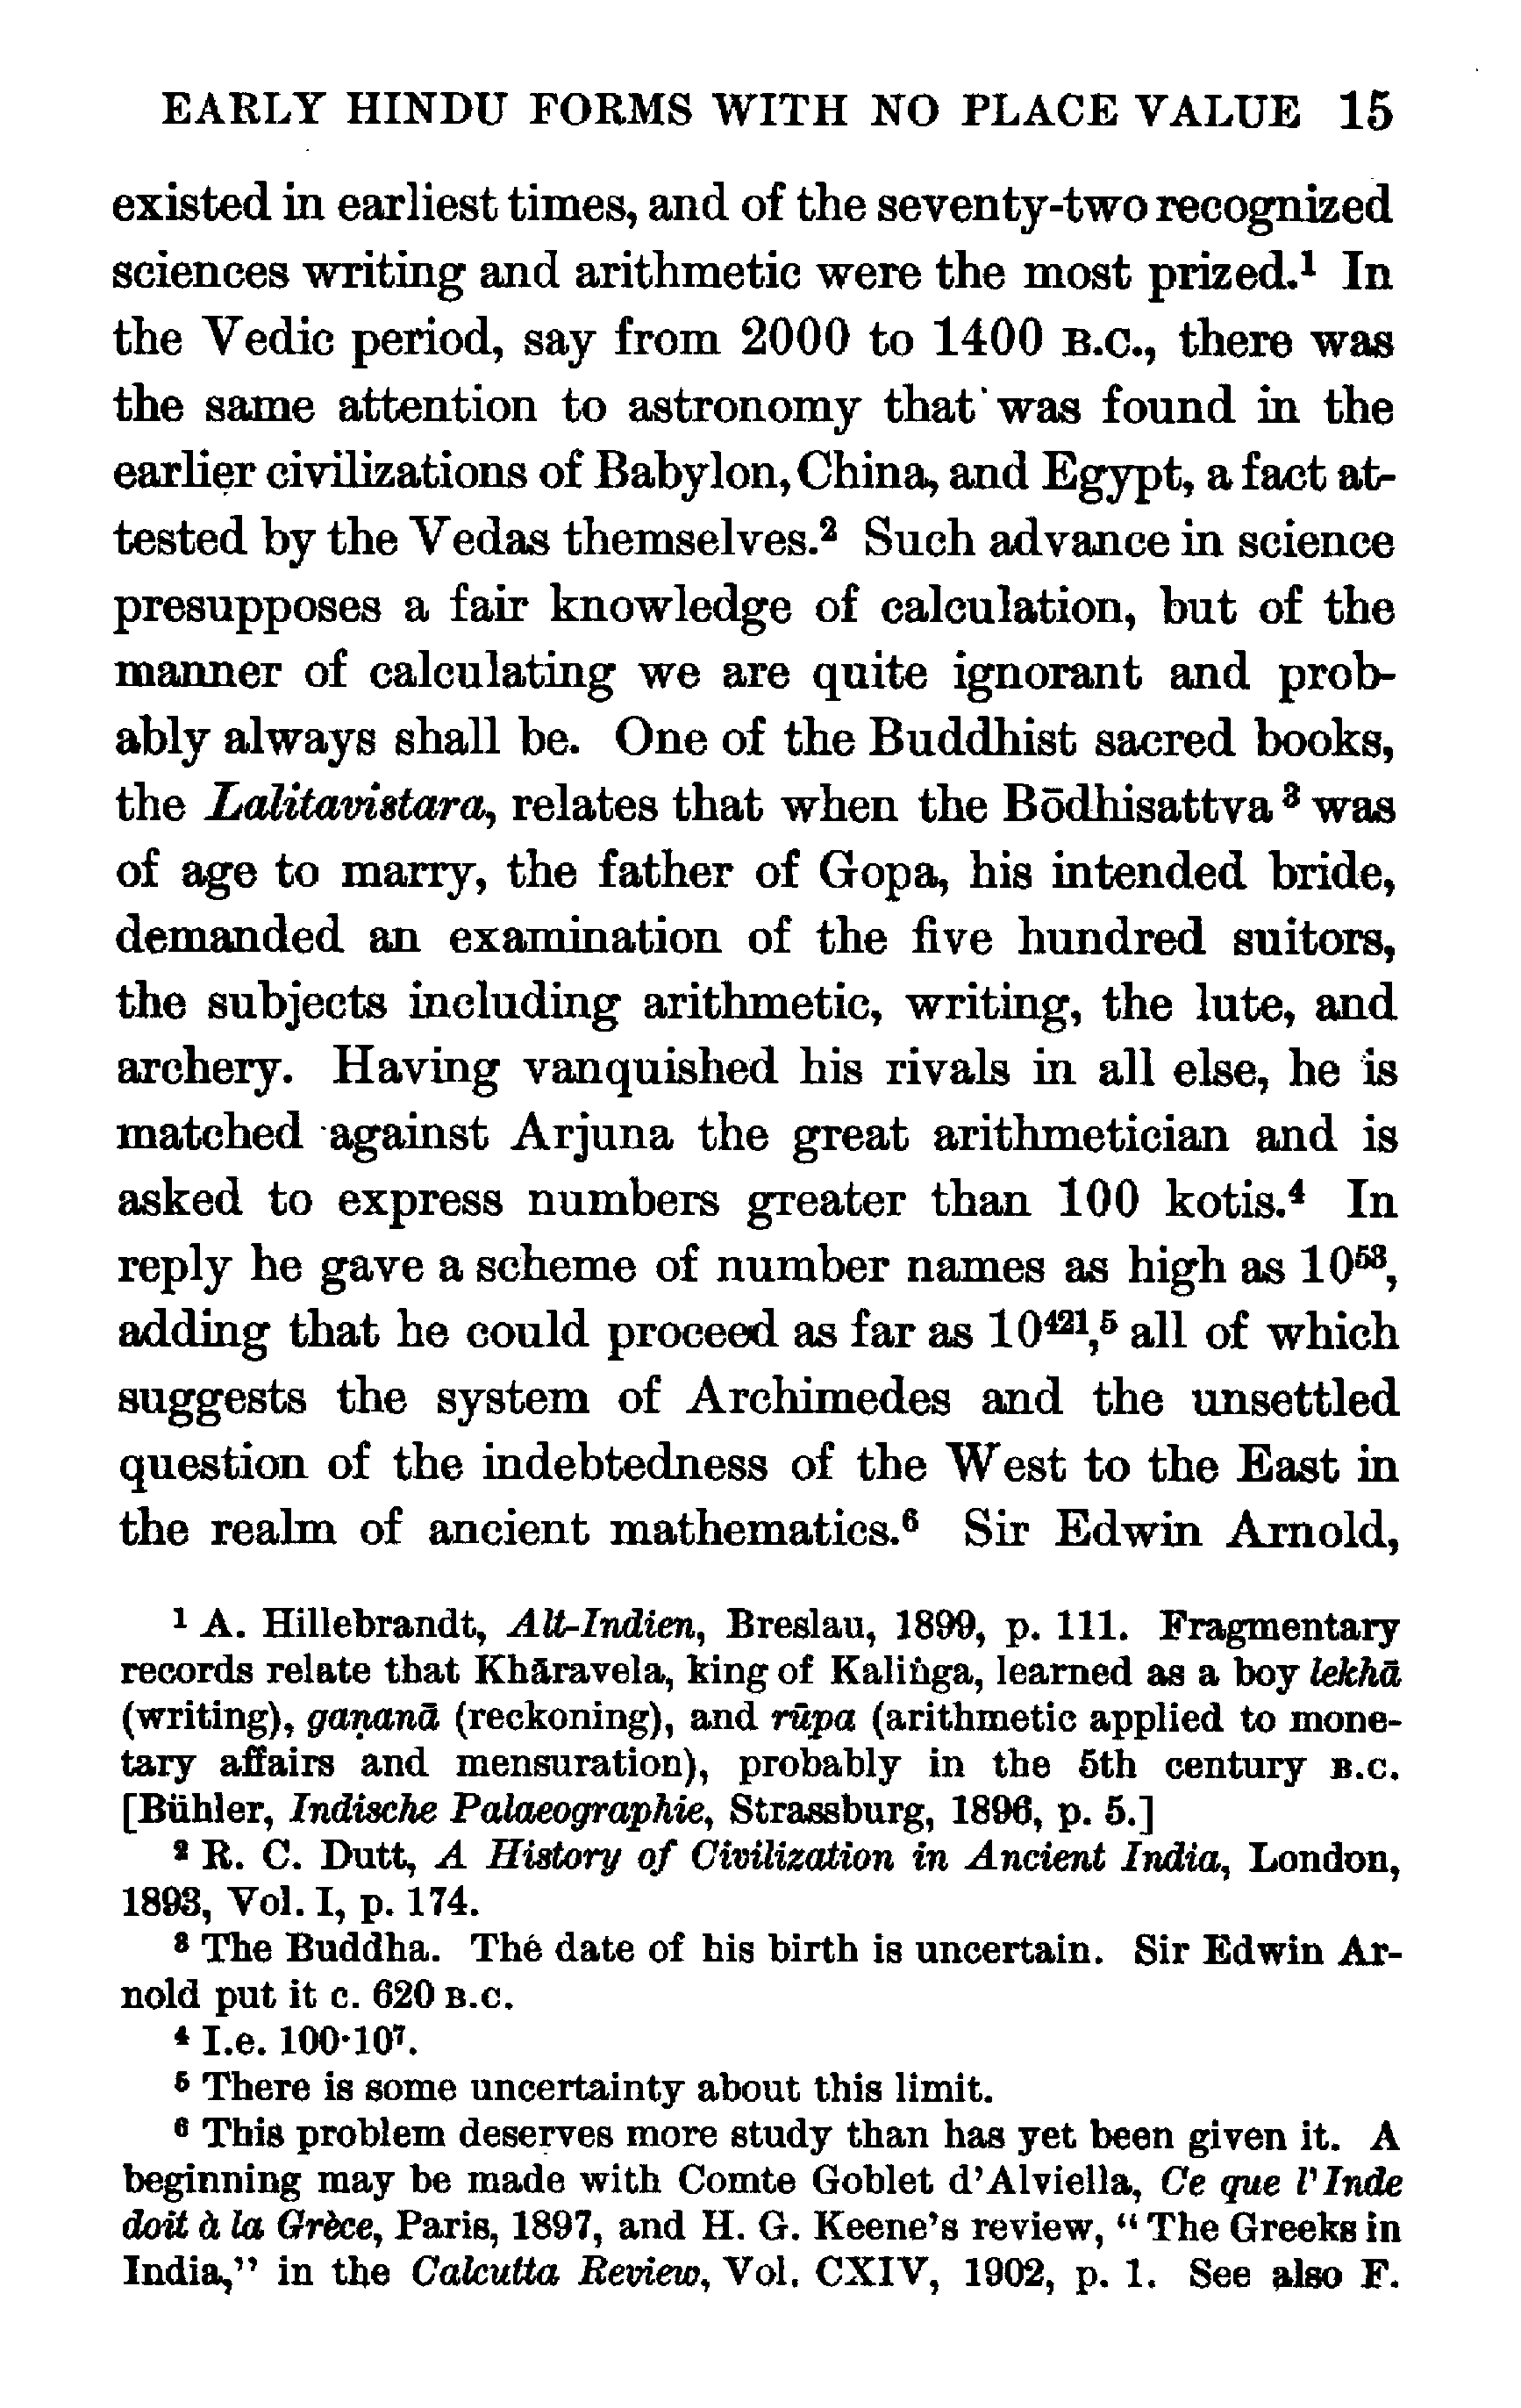 EARLY HINDU FORMS WITH NO PLACE VALUE 15
existed in earliest times, and of the seventy-two recognized
sciences writing and arithmetic were the most prized.¹ In
the Vedic period, say from 2000 to 1400 B.C., there was
the same attention to astronomy that was found in the
earlier civilizations of Babylon, China, and Egypt, a fact at-
tested by the Vedas themselves.² Such advance in science
presupposes a fair knowledge of calculation, but of the
manner of calculating we are quite ignorant and prob-
ably always shall be. One of the Buddhist sacred books,
the Lalitavistara, relates that when the Bōdhisattva ³ was
of age to marry, the father of Gopa, his intended bride,
demanded an examination of the five hundred suitors,
the subjects including arithmetic, writing, the lute, and
archery. Having vanquished his rivals in all else, he is
matched against Arjuna the great arithmetician and is
asked to express numbers greater than 100 kotis.⁴ In
reply he gave a scheme of number names as high as 10⁵³,
adding that he could proceed as far as 10⁴²¹,⁵ all of which
suggests the system of Archimedes and the unsettled
question of the indebtedness of the West to the East in
the realm of ancient mathematics.⁶ Sir Edwin Arnold,
¹ A. Hillebrandt, Alt-Indien, Breslau, 1899, p. 111. Fragmentary
records relate that Khāravela, king of Kaliṅga, learned as a boy lekhā
(writing), gaṇanā (reckoning), and rūpa (arithmetic applied to mone-
tary affairs and mensuration), probably in the 5th century B.C.
[Bühler, Indische Palaeographie, Strassburg, 1896, p. 5.]
² R. C. Dutt, A History of Civilization in Ancient India, London,
1893, Vol. I, p. 174.
³ The Buddha. The date of his birth is uncertain. Sir Edwin Ar-
nold put it c. 620 B.C.
⁴ I.e. 100·10⁷.
⁵ There is some uncertainty about this limit.
⁶ This problem deserves more study than has yet been given it. A
beginning may be made with Comte Goblet d'Alviella, Ce que l'Inde
doit à la Grèce, Paris, 1897, and H. G. Keene's review, "The Greeks in
India," in the Calcutta Review, Vol. CXIV, 1902, p. 1. See also F.